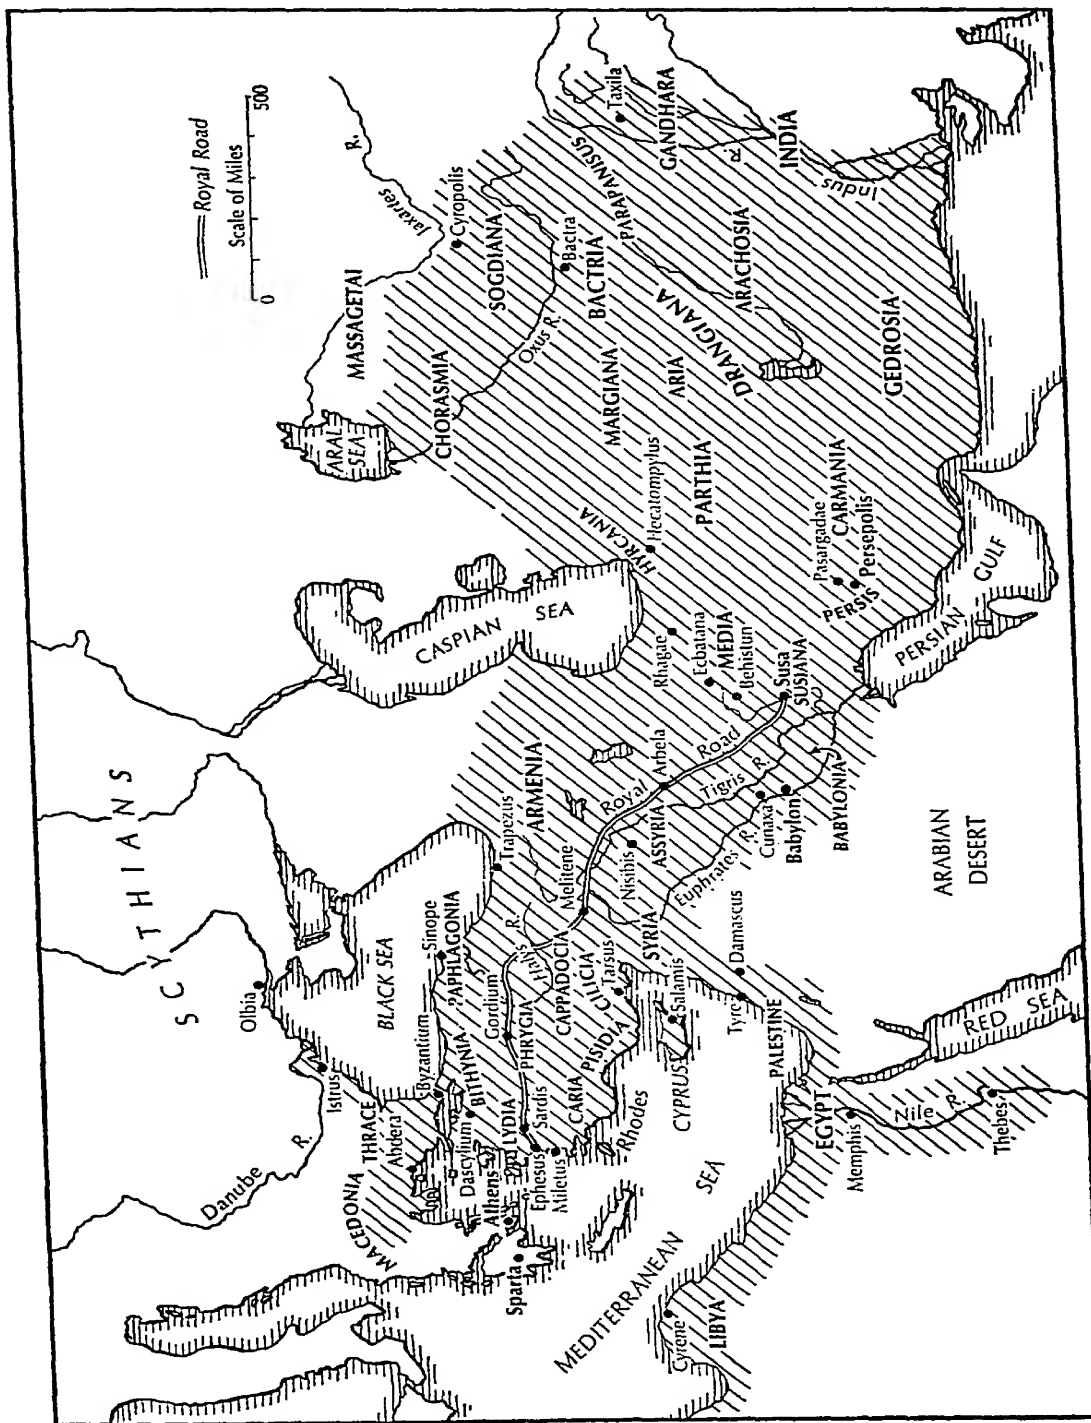 Royal Road
Scale of Miles
0
500
SCYTHIANS
Olbia
Istrus
Danube
R.
BLACK SEA
CASPIAN
SEA
ARAL
SEA
MASSAGETAI
Jaxartes
R.
Cyropolis
SOGDIANA
CHORASMIA
Oxus R.
Bactra
BACTRIA
PARAPANISUS
Taxila
GANDHARA
R.
INDIA
Indus
MARGIANA
ARIA
DRANGIANA
ARACHOSIA
GEDROSIA
HYRCANIA
Hecatompylus
PARTHIA
Pasargadae
CARMANIA
Persepolis
PERSIS
PERSIAN
GULF
Rhagae
Ecbatana
MEDIA
Behistun
Susa
SUSIANA
Royal
Road
Arbela
Tigris R.
ARMENIA
Trapezus
Melitene
Nisibis
ASSYRIA
Euphrates R.
Cunaxa
Babylon
BABYLONIA
ARABIAN
DESERT
Sinope
PAPHLAGONIA
Halys
R.
Gordium
PHRYGIA
CAPPADOCIA
CILICIA
Tarsus
SYRIA
PISIDIA
Salamis
CYPRUS
Damascus
Tyre
PALESTINE
RED SEA
Byzantium
BITHYNIA
THRACE
Abdera
Dascylium
LYDIA
Sardis
CARIA
Rhodes
Ephesus
Miletus
Athens
MACEDONIA
Sparta
MEDITERRANEAN
SEA
EGYPT
Memphis
Nile
R.
Thebes
Cyrene
LIBYA